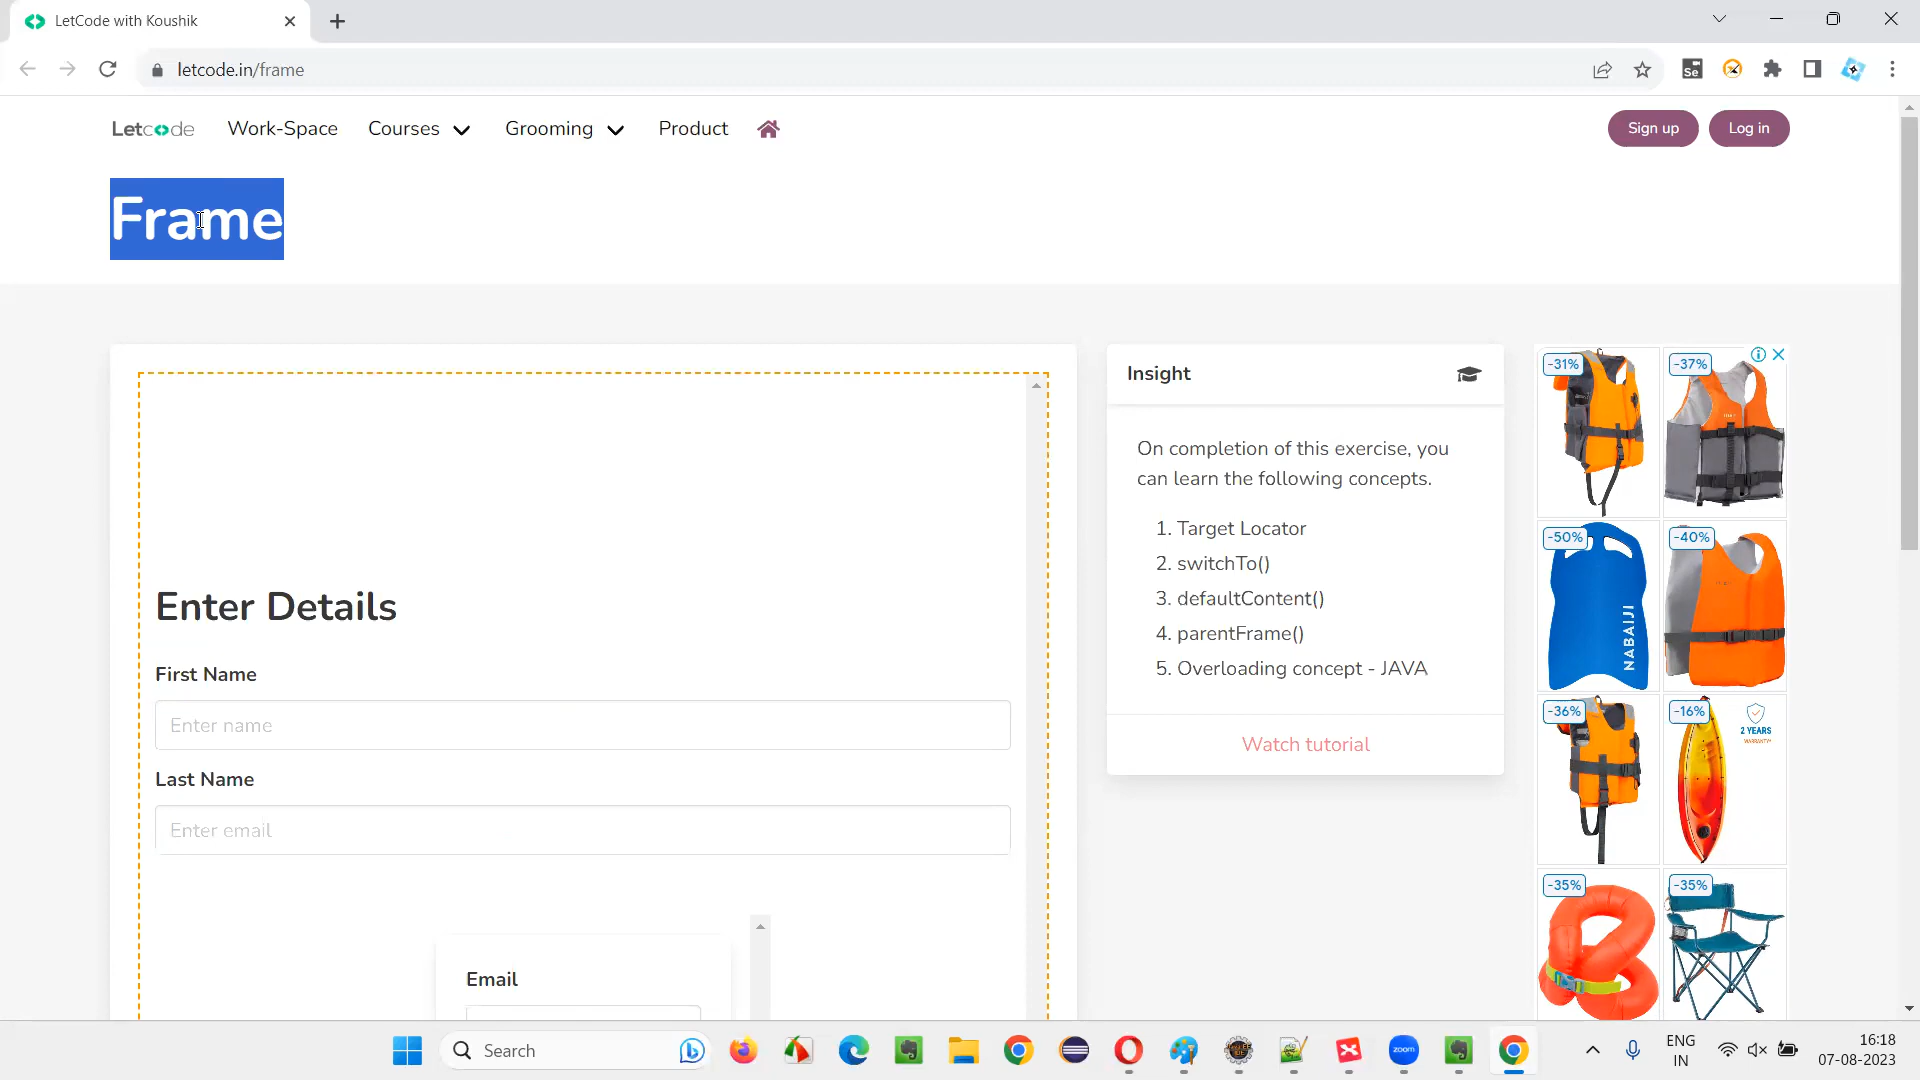 LetCode with Koushik
letcode.in/frame
Letcode Work-Space Courses Grooming Product
Sign up Log in
Frame
Enter Details
First Name
Enter name
Last Name
Enter email
Email
Insight
On completion of this exercise, you
can learn the following concepts.
1. Target Locator
2. switchTo()
3. defaultContent()
4. parentFrame()
5. Overloading concept - JAVA
Watch tutorial
-31% -37%
-50% -40%
NABAIJI
-36% -16%
2 YEARS
WARRANTY*
-35% -35%
Search
zoom
ENG
IN
16:18
07-08-2023
Se